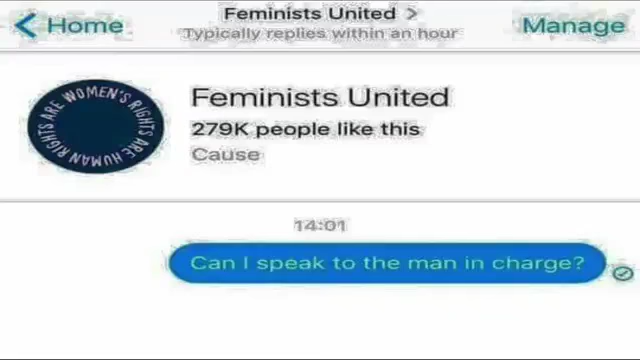 Home
Feminists United >
Typically replies within an hour
Manage
WOMEN'S RIGHTS ARE HUMAN RIGHTS ARE
Feminists United
279K people like this
Cause
14:01
Can I speak to the man in charge?